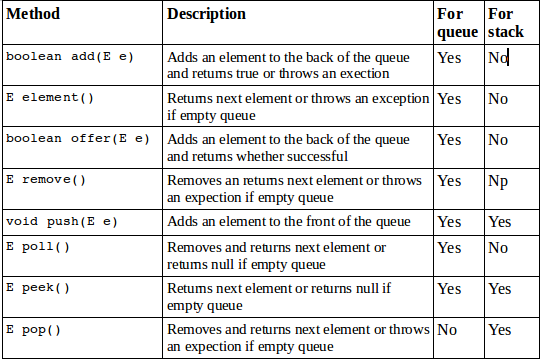 Method Description For For
queue stack
boolean add(E e) Adds an element to the back of the queue Yes No
and returns true or throws an exection
E element() Returns next element or throws an exception Yes No
if empty queue
boolean offer(E e) Adds an element to the back of the queue Yes No
and returns whether successful
E remove() Removes an returns next element or throws Yes Np
an expection if empty queue
void push(E e) Adds an element to the front of the queue Yes Yes
E poll() Removes and returns next element or Yes No
returns null if empty queue
E peek() Returns next element or returns null if Yes Yes
empty queue
E pop() Removes and returns next element or throws No Yes
an expection if empty queue